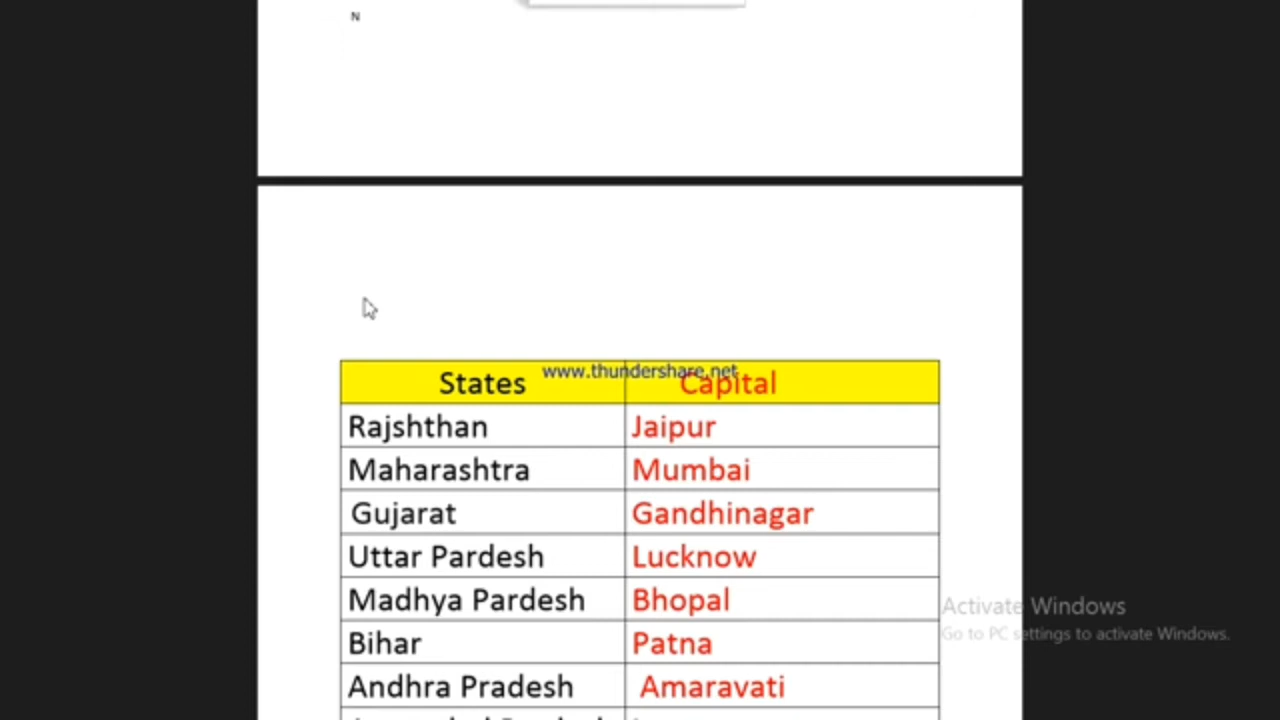 N
www.thundershare.net
States Capital
Rajshthan Jaipur
Maharashtra Mumbai
Gujarat Gandhinagar
Uttar Pardesh Lucknow
Madhya Pardesh Bhopal
Bihar Patna
Andhra Pradesh Amaravati
Activate Windows
Go to PC settings to activate Windows.